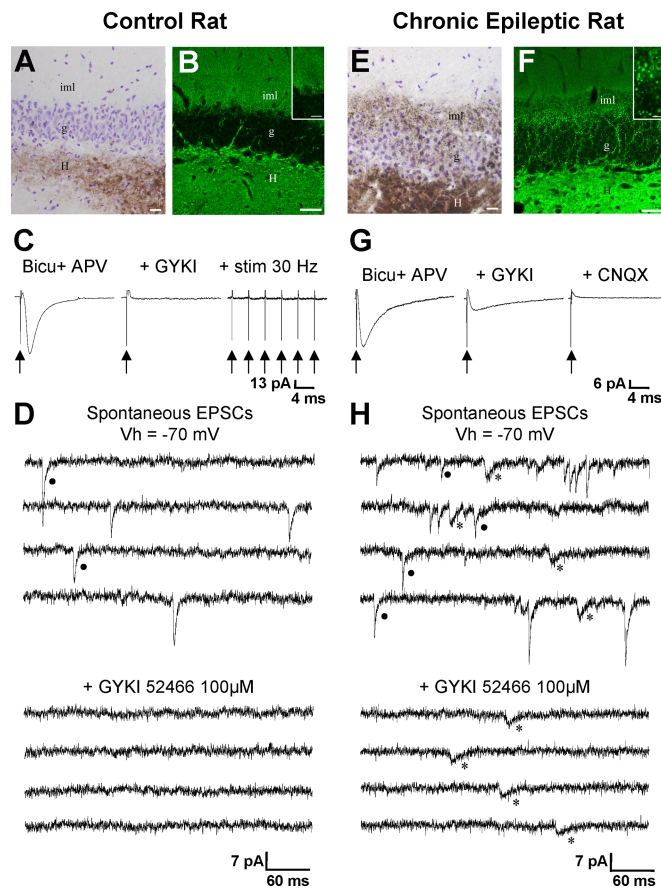 Control Rat
Chronic Epileptic Rat
A
iml
g
H
B
iml
g
H
E
iml
g
H
F
iml
g
H
C
Bicu+ APV
+ GYKI
+ stim 30 Hz
13 pA
4 ms
G
Bicu+ APV
+ GYKI
+ CNQX
6 pA
4 ms
D
Spontaneous EPSCs
Vh = -70 mV
+ GYKI 52466 100µM
7 pA
60 ms
H
Spontaneous EPSCs
Vh = -70 mV
*
*
*
*
+ GYKI 52466 100µM
*
*
*
*
7 pA
60 ms